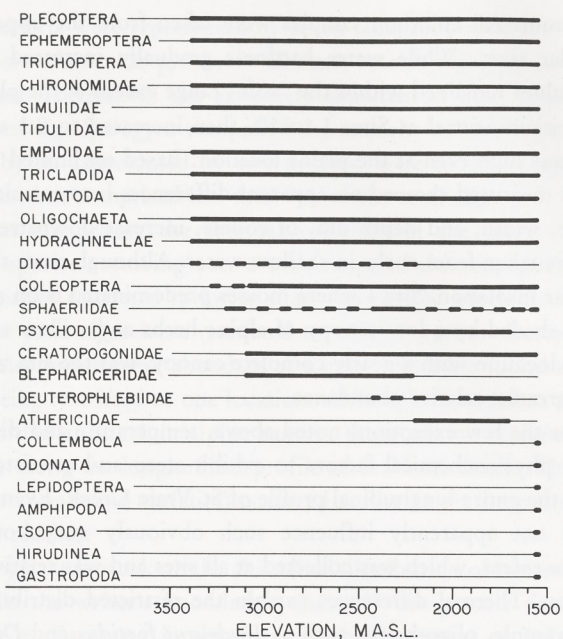 PLECOPTERA
EPHEMEROPTERA
TRICHOPTERA
CHIRONOMIDAE
SIMUIIDAE
TIPULIDAE
EMPIDIDAE
TRICLADIDA
NEMATODA
OLIGOCHAETA
HYDRACHNELLAE
DIXIDAE
COLEOPTERA
SPHAERIIDAE
PSYCHODIDAE
CERATOPOGONIDAE
BLEPHARICERIDAE
DEUTEROPHLEBIIDAE
ATHERICIDAE
COLLEMBOLA
ODONATA
LEPIDOPTERA
AMPHIPODA
ISOPODA
HIRUDINEA
GASTROPODA
3500 3000 2500 2000 1500
ELEVATION, M A.S.L.